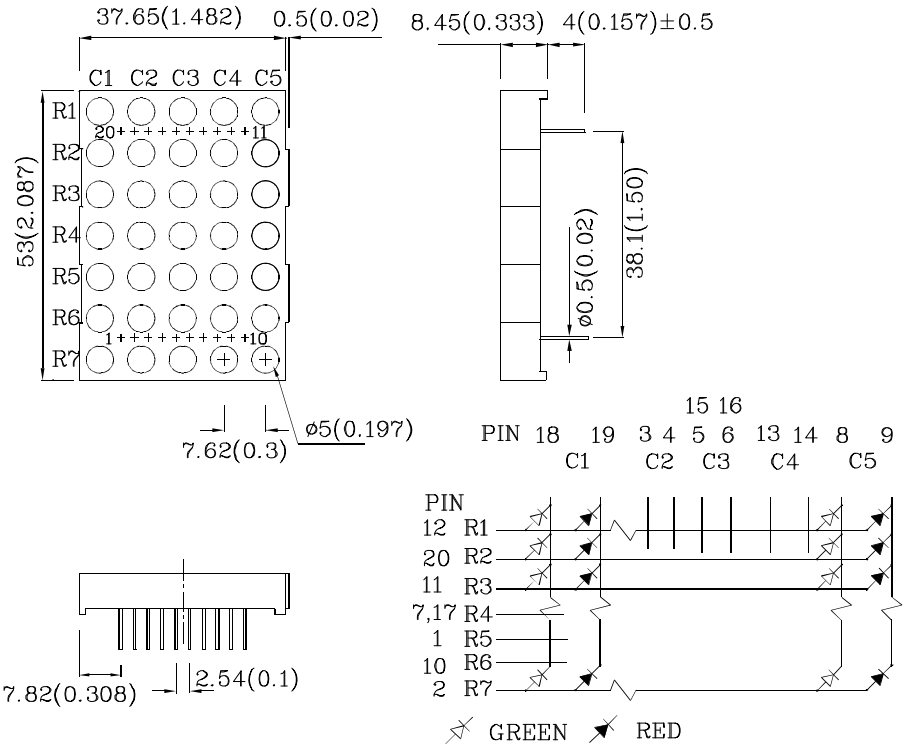 37.65(1.482) 0.5(0.02)
8.45(0.333) 4(0.157)±0.5
C1 C2 C3 C4 C5
R1
20 11
R2
R3
R4
R5
R6
1 10
R7
53(2.087)
38.1(1.50)
ø0.5(0.02)
ø5(0.197)
7.62(0.3)
15 16
PIN 18 19 3 4 5 6 13 14 8 9
C1 C2 C3 C4 C5
PIN
12 R1
20 R2
11 R3
7,17 R4
1 R5
10 R6
2 R7
7.82(0.308)
2.54(0.1)
GREEN RED